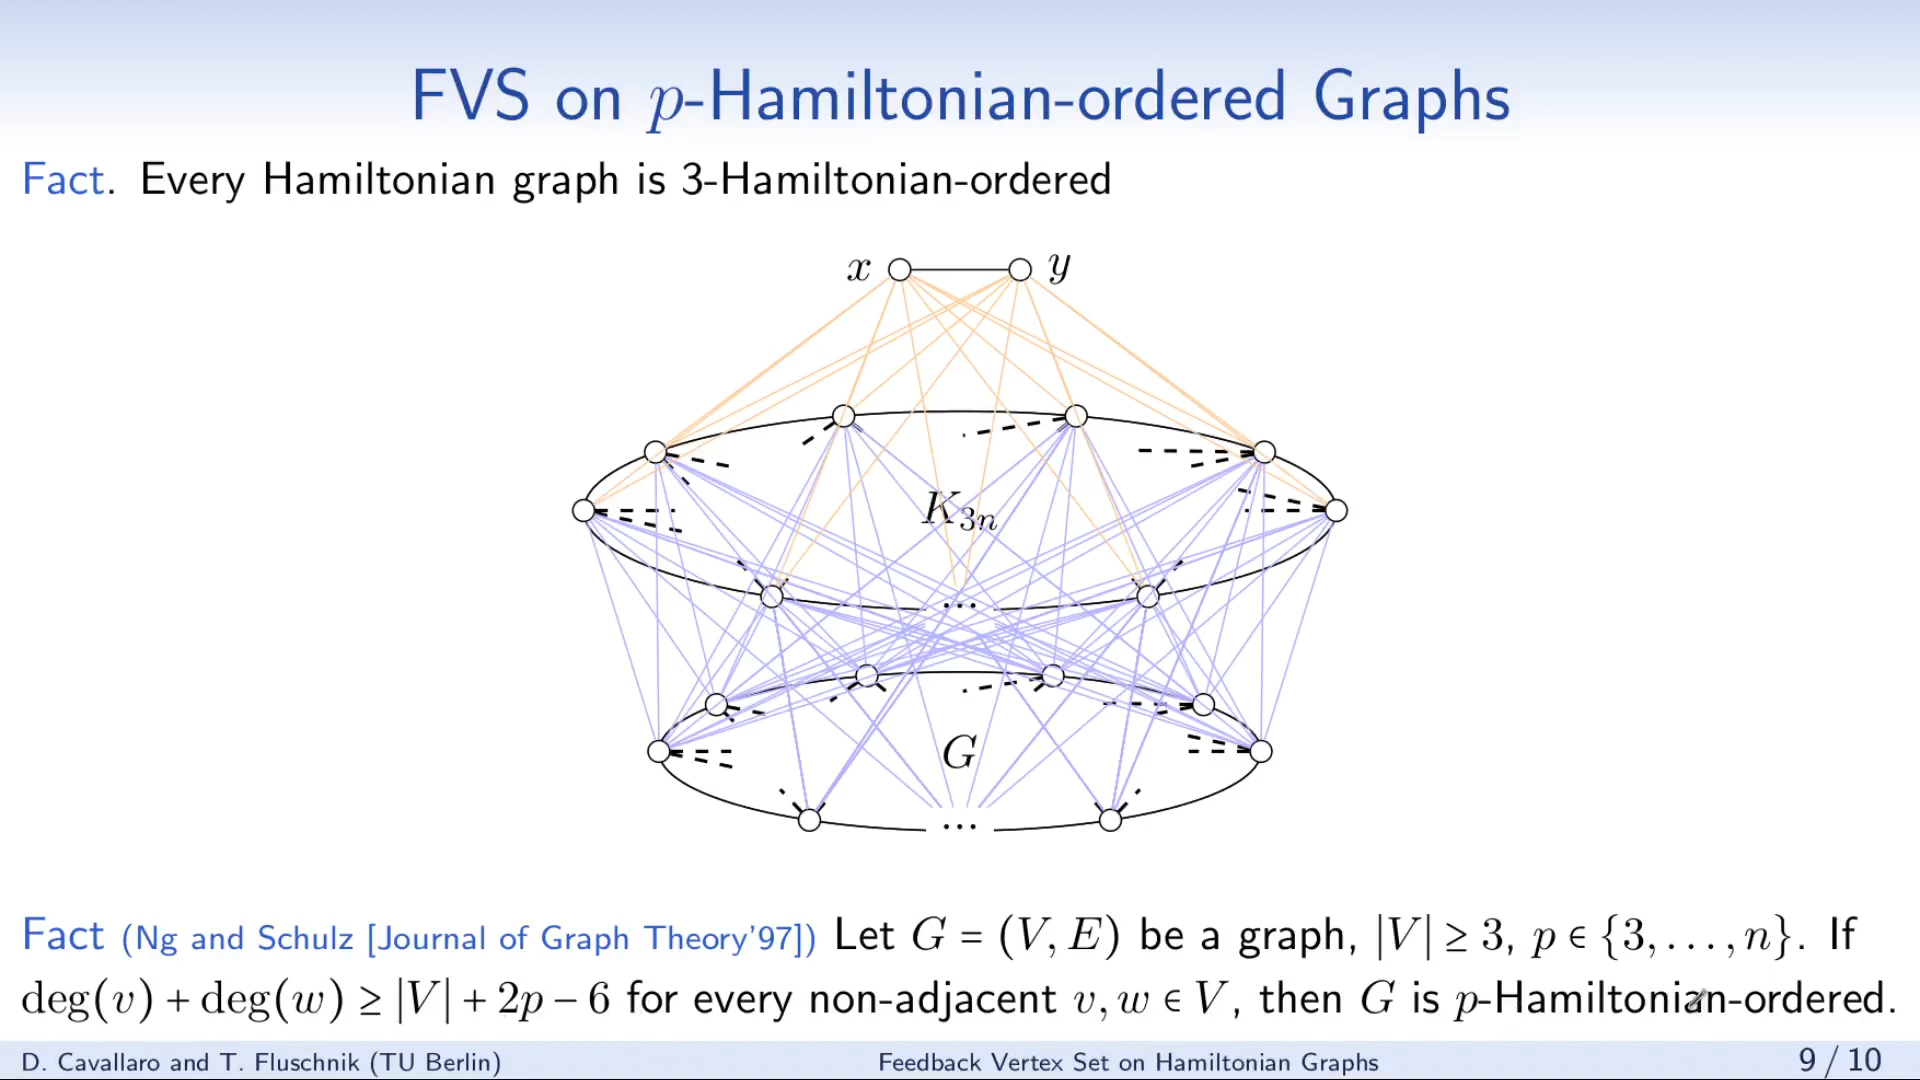 FVS on p-Hamiltonian-ordered Graphs
Fact. Every Hamiltonian graph is 3-Hamiltonian-ordered
x y
K₃ₙ
...
G
...
Fact (Ng and Schulz [Journal of Graph Theory'97]) Let G = (V, E) be a graph, |V| ≥ 3, p ∈ {3, . . . , n}. If
deg(v) + deg(w) ≥ |V| + 2p − 6 for every non-adjacent v, w ∈ V, then G is p-Hamiltonian-ordered.
D. Cavallaro and T. Fluschnik (TU Berlin) Feedback Vertex Set on Hamiltonian Graphs 9 / 10